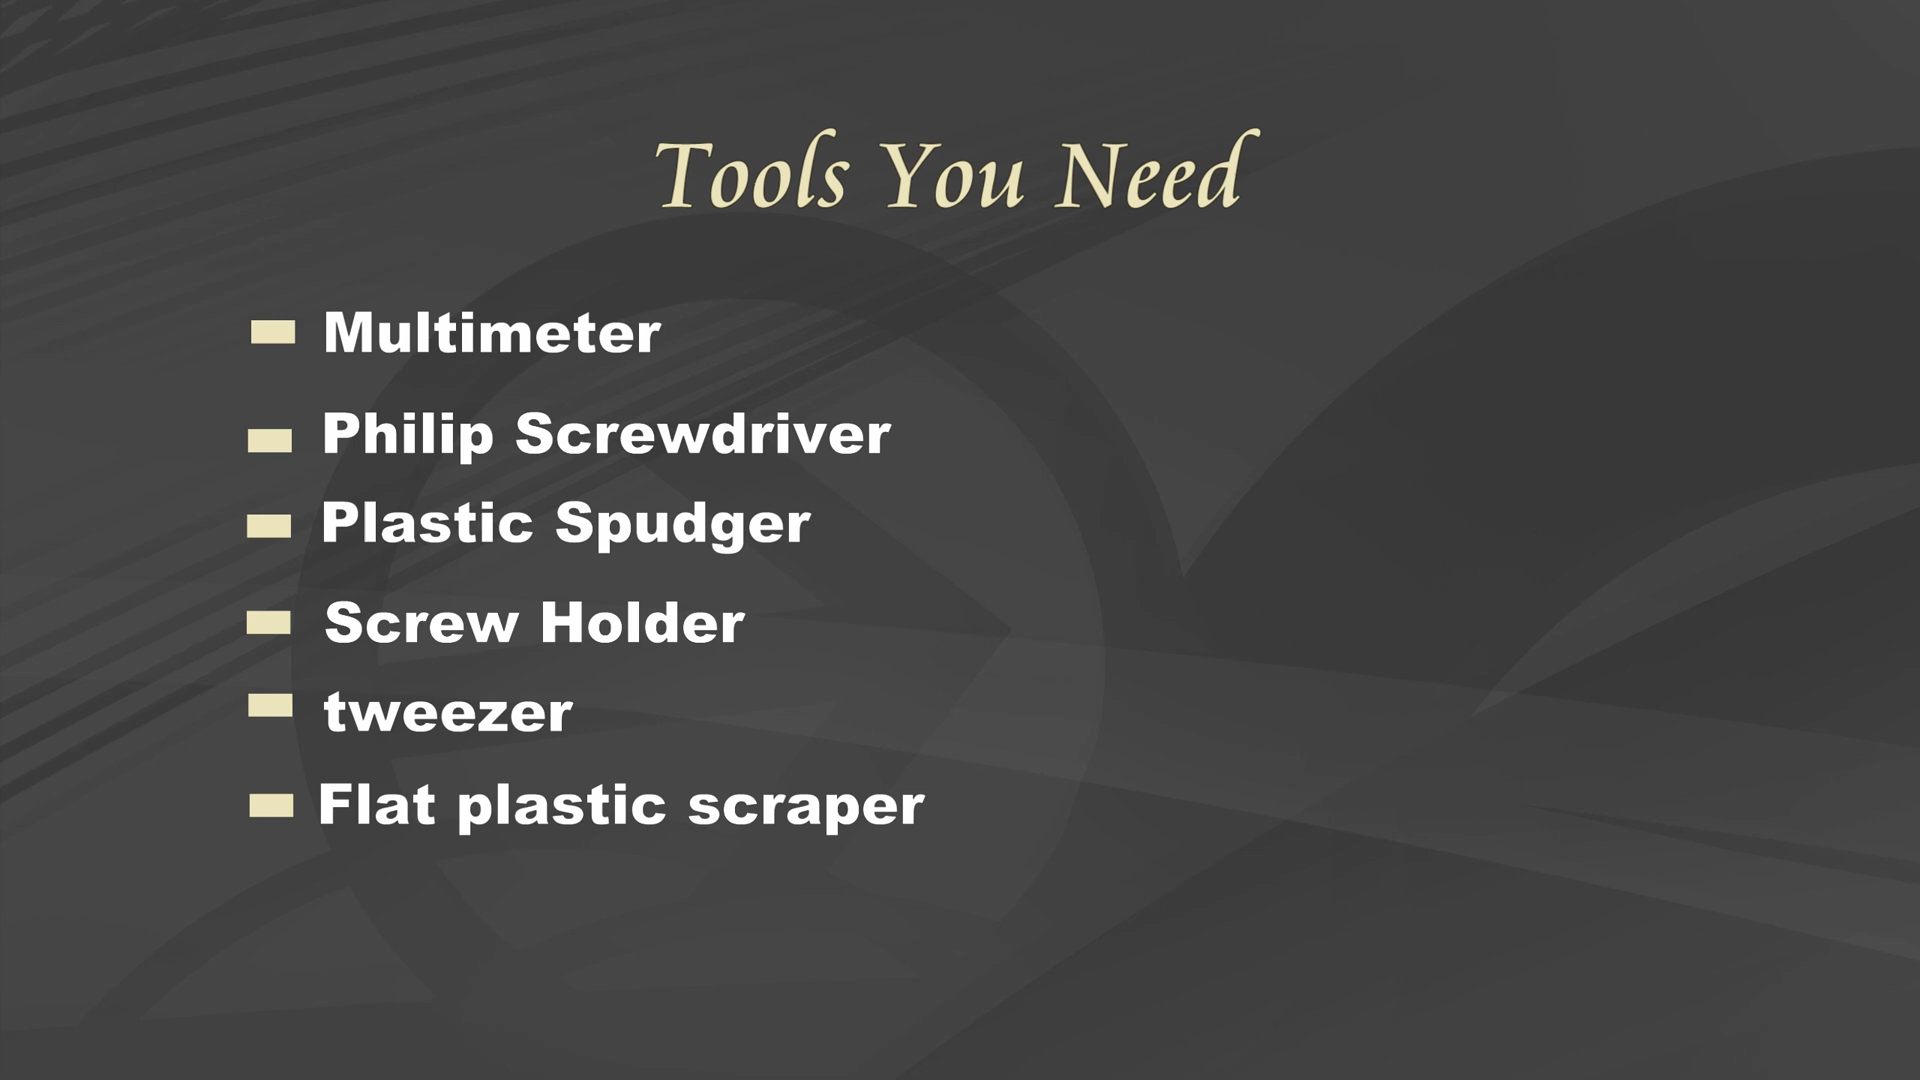 Tools You Need
Multimeter
Philip Screwdriver
Plastic Spudger
Screw Holder
tweezer
Flat plastic scraper